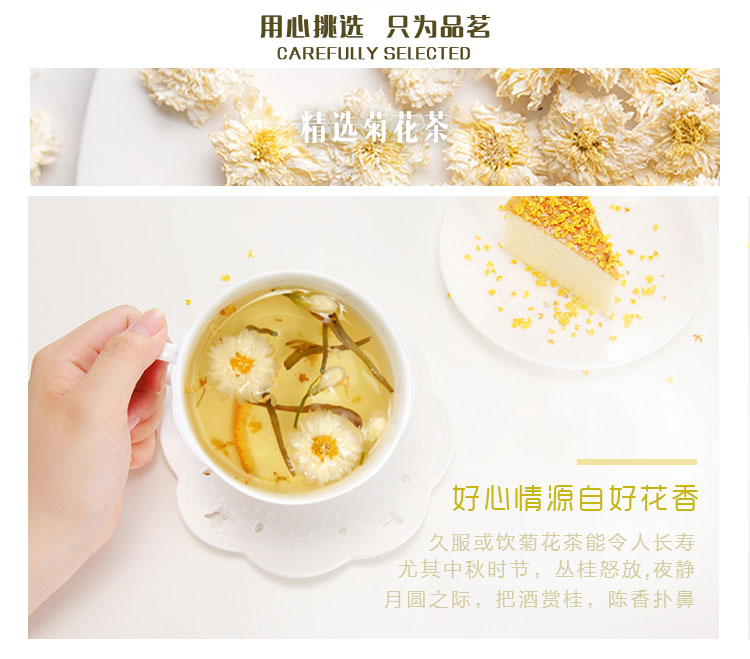 用心挑选 只为品茗
CAREFULLY SELECTED
精选菊花茶
好心情源自好花香
久服或饮菊花茶能令人长寿
尤其中秋时节，丛桂怒放,夜静
月圆之际，把酒赏桂，陈香扑鼻